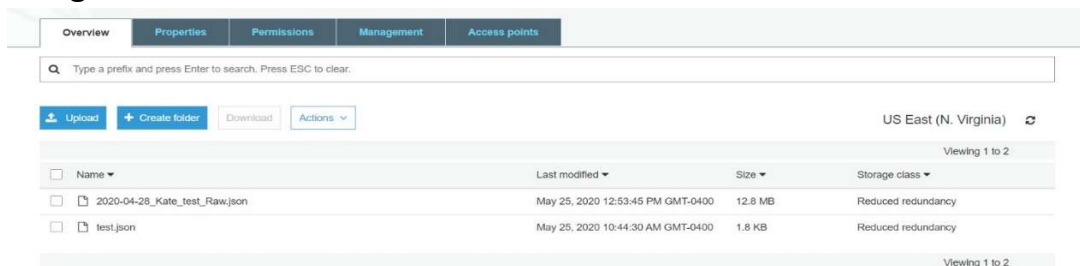 Overview Properties Permissions Management Access points
Type a prefix and press Enter to search. Press ESC to clear.
Upload + Create folder Download Actions US East (N. Virginia)
Viewing 1 to 2
Name Last modified Size Storage class
2020-04-28_Kate_test_Raw.json May 25, 2020 12:53:45 PM GMT-0400 12.8 MB Reduced redundancy
test.json May 25, 2020 10:44:30 AM GMT-0400 1.8 KB Reduced redundancy
Viewing 1 to 2